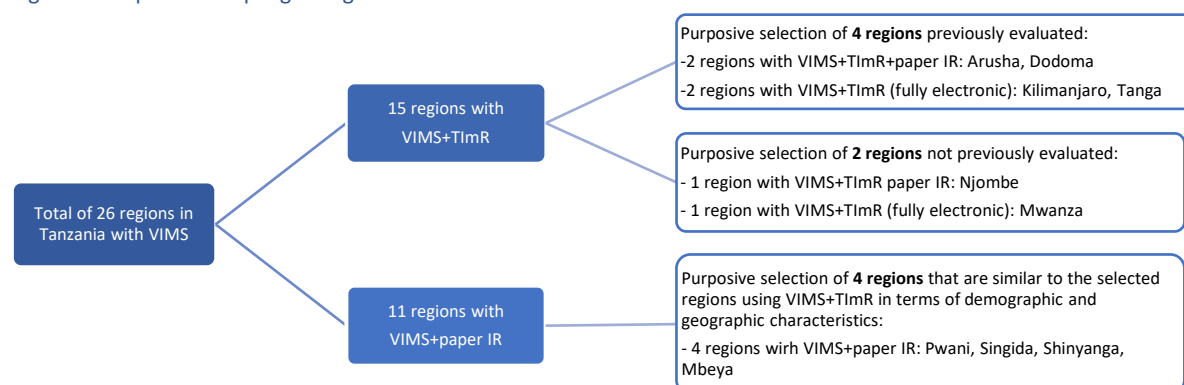 Total of 26 regions in
Tanzania with VIMS
15 regions with
VIMS+TImR
11 regions with
VIMS+paper IR
Purposive selection of 4 regions previously evaluated:
-2 regions with VIMS+TImR+paper IR: Arusha, Dodoma
-2 regions with VIMS+TImR (fully electronic): Kilimanjaro, Tanga
Purposive selection of 2 regions not previously evaluated:
- 1 region with VIMS+TImR paper IR: Njombe
- 1 region with VIMS+TImR (fully electronic): Mwanza
Purposive selection of 4 regions that are similar to the selected
regions using VIMS+TImR in terms of demographic and
geographic characteristics:
- 4 regions wirh VIMS+paper IR: Pwani, Singida, Shinyanga,
Mbeya